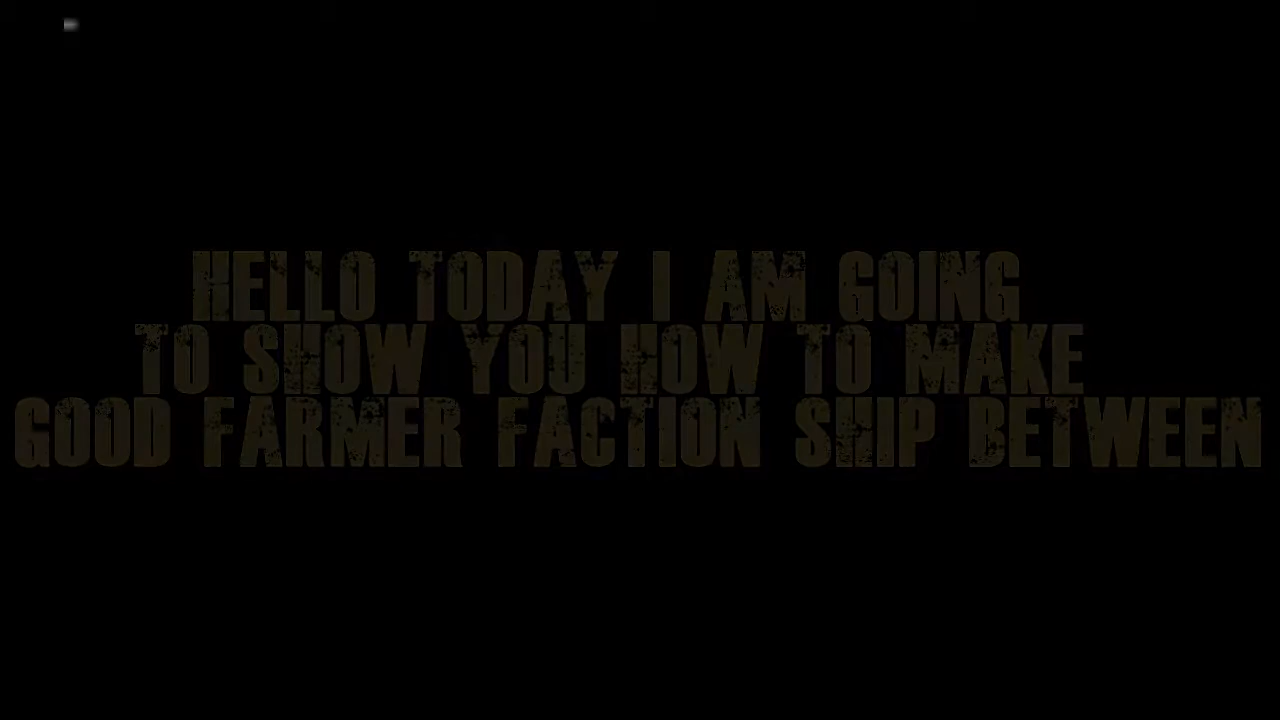 HELLO TODAY I AM GOING
TO SHOW YOU HOW TO MAKE
GOOD FARMER FACTION SHIP BETWEEN